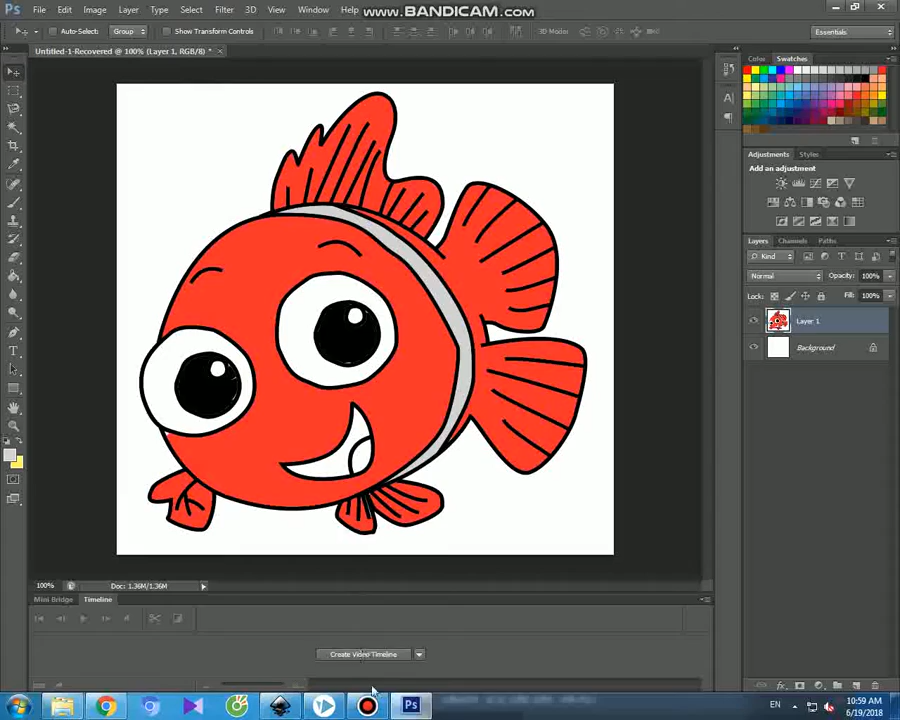 Ps File Edit Image Layer Type Select Filter 3D View Window Help
www.BANDICAM.com
Auto-Select: Group Show Transform Controls 3D Mode: Essentials
Untitled-1-Recovered @ 100% (Layer 1, RGB/8) * ×
Color Swatches
Adjustments Styles
Add an adjustment
Layers Channels Paths
Kind
Normal Opacity: 100%
Lock: Fill: 100%
Layer 1
Background
T
A
100% Doc: 1.36M/1.36M
Mini Bridge Timeline
Create Video Timeline
Ps
EN 10:59 AM
6/19/2018